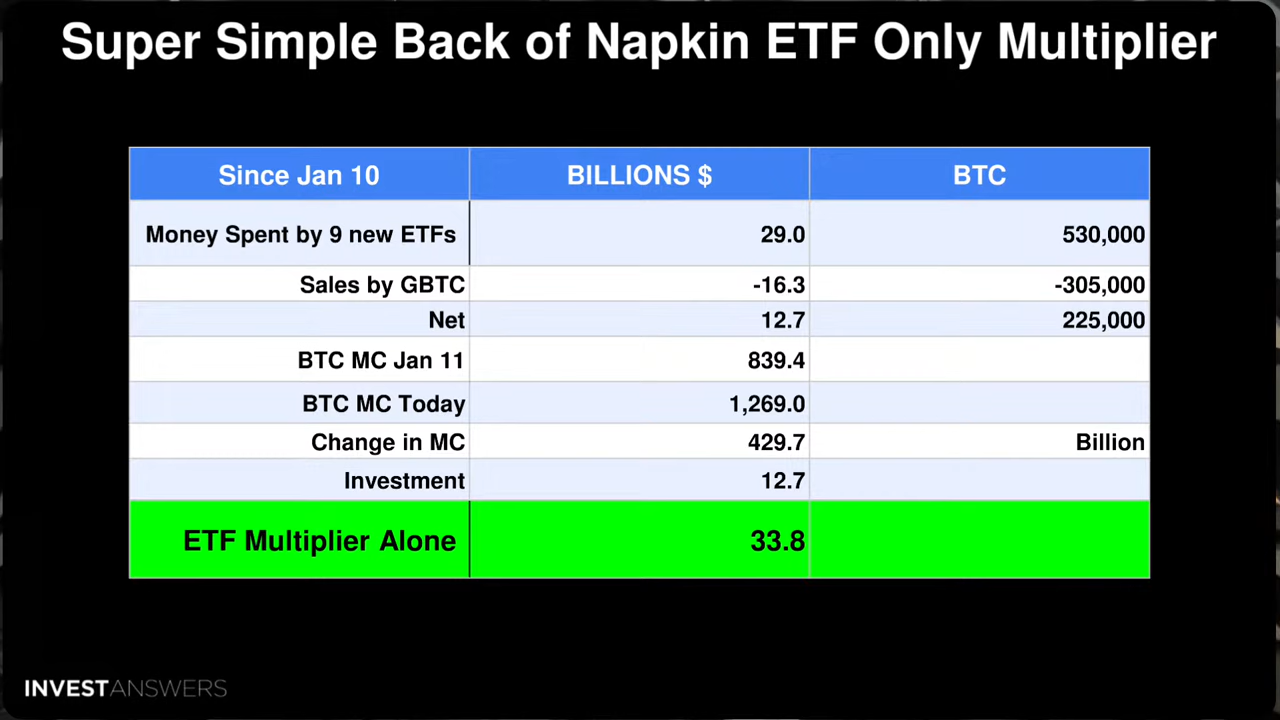 Super Simple Back of Napkin ETF Only Multiplier
Since Jan 10 BILLIONS $ BTC
Money Spent by 9 new ETFs 29.0 530,000
Sales by GBTC -16.3 -305,000
Net 12.7 225,000
BTC MC Jan 11 839.4
BTC MC Today 1,269.0
Change in MC 429.7 Billion
Investment 12.7
ETF Multiplier Alone 33.8
INVESTANSWERS